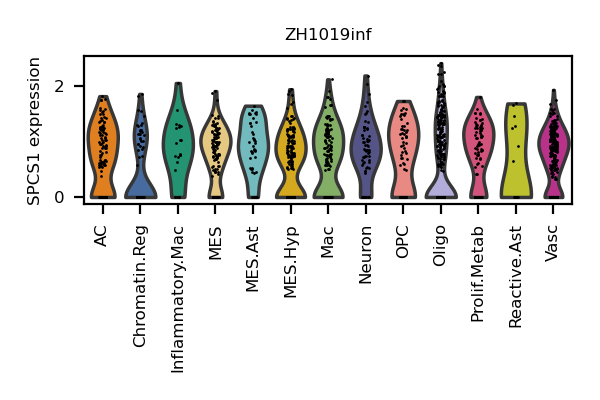 ZH1019inf
SPCS1 expression
2
0
AC
Chromatin.Reg
Inflammatory.Mac
MES
MES.Ast
MES.Hyp
Mac
Neuron
OPC
Oligo
Prolif.Metab
Reactive.Ast
Vasc